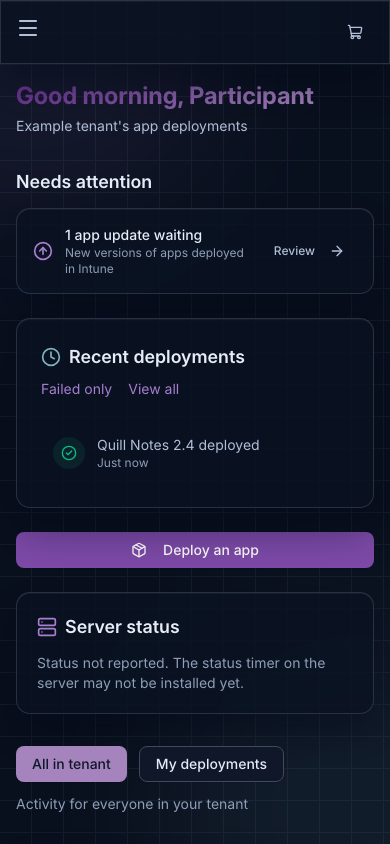 Good morning, Participant
Example tenant's app deployments
Needs attention
1 app update waiting
New versions of apps deployed
in Intune
Review
Recent deployments
Failed only
View all
Quill Notes 2.4 deployed
Just now
Deploy an app
Server status
Status not reported. The status timer on the
server may not be installed yet.
All in tenant
My deployments
Activity for everyone in your tenant